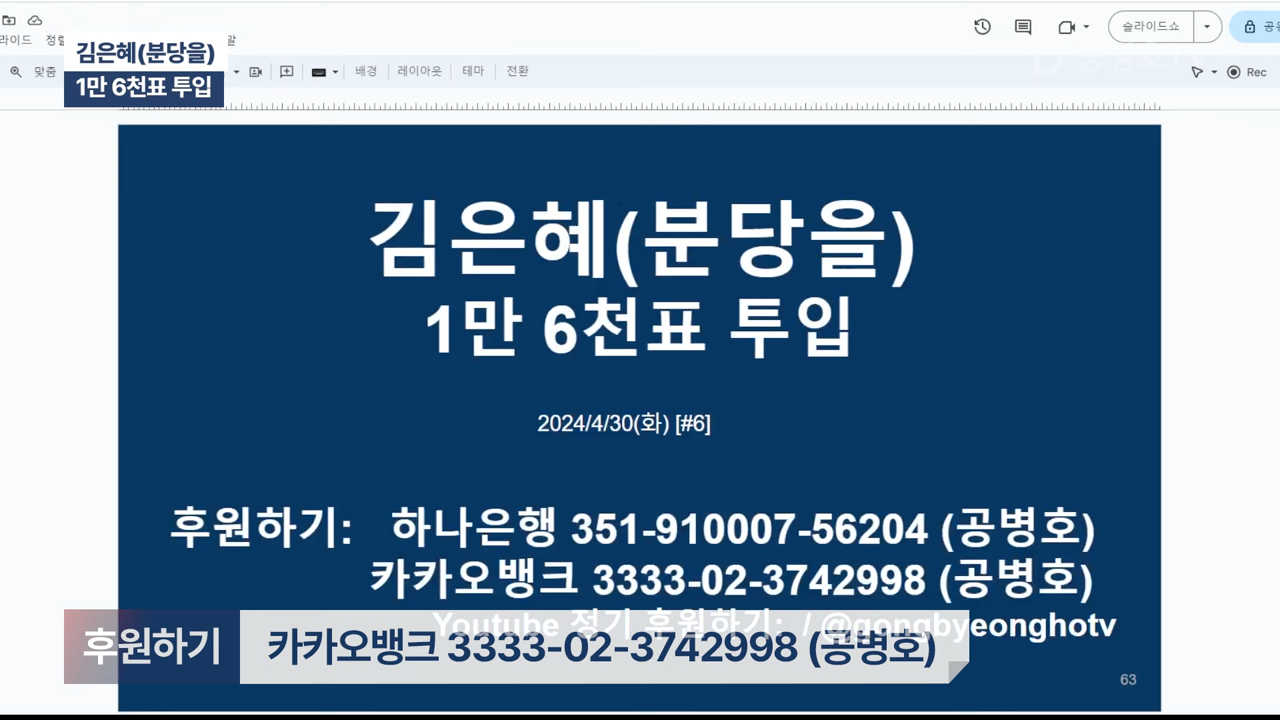 라이드 정렬
말
김은혜(분당을)
1만 6천표 투입
슬라이드쇼
맞춤
배경 레이아웃 테마 전환
Rec
김은혜(분당을)
1만 6천표 투입
2024/4/30(화) [#6]
후원하기: 하나은행 351-910007-56204 (공병호)
카카오뱅크 3333-02-3742998 (공병호)
Youtube 정기 후원하기: / @gongbyeonghotv
후원하기 카카오뱅크 3333-02-3742998 (공병호)
63